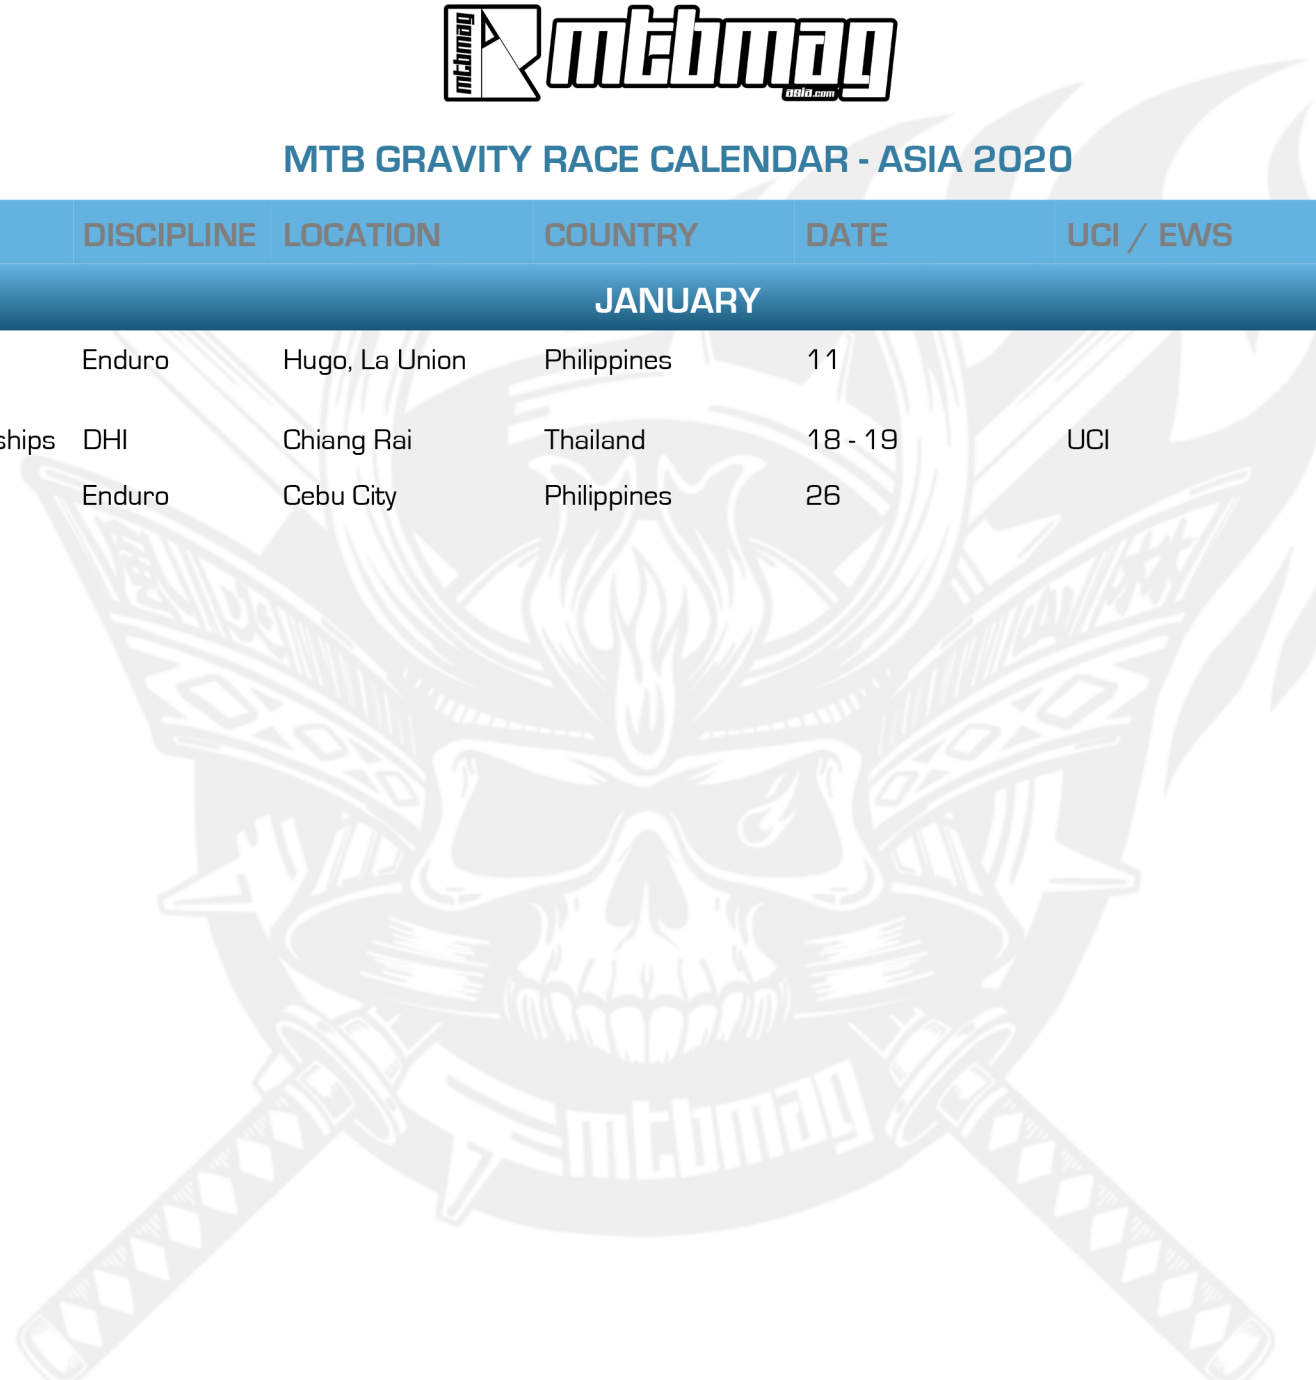 mtbmag mtbmag
asia.com
MTB GRAVITY RACE CALENDAR - ASIA 2020
DISCIPLINE LOCATION COUNTRY DATE UCI / EWS
JANUARY
Enduro Hugo, La Union Philippines 11
ships DHI Chiang Rai Thailand 18 - 19 UCI
Enduro Cebu City Philippines 26
mtbmag